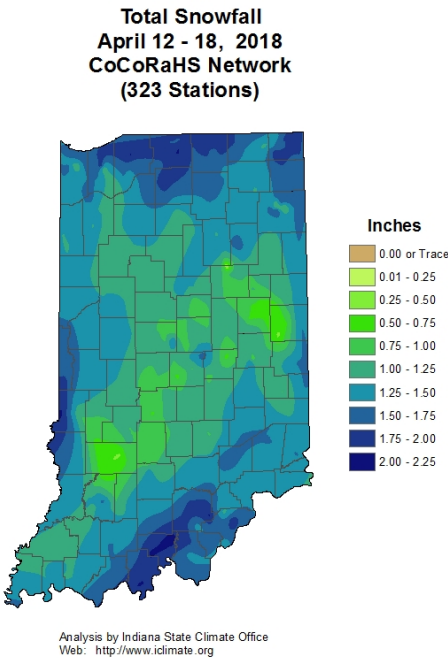 Total Snowfall
April 12 - 18, 2018
CoCoRaHS Network
(323 Stations)
Inches
0.00 or Trace
0.01 - 0.25
0.25 - 0.50
0.50 - 0.75
0.75 - 1.00
1.00 - 1.25
1.25 - 1.50
1.50 - 1.75
1.75 - 2.00
2.00 - 2.25
Analysis by Indiana State Climate Office
Web: http://www.iclimate.org